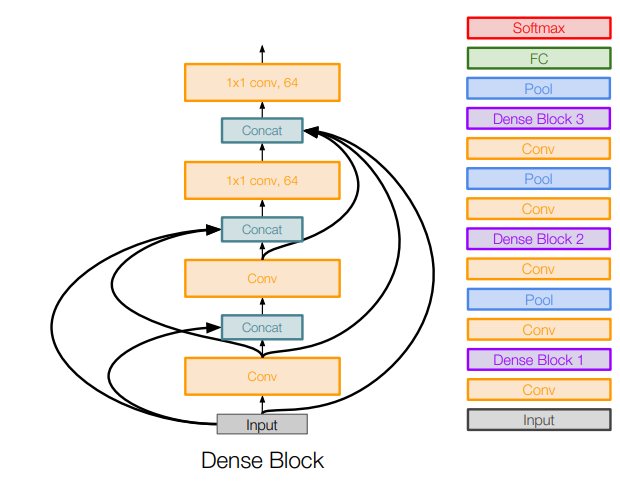 1x1 conv, 64
Concat
1x1 conv, 64
Concat
Conv
Concat
Conv
Input
Dense Block
Softmax
FC
Pool
Dense Block 3
Conv
Pool
Conv
Dense Block 2
Conv
Pool
Conv
Dense Block 1
Conv
Input